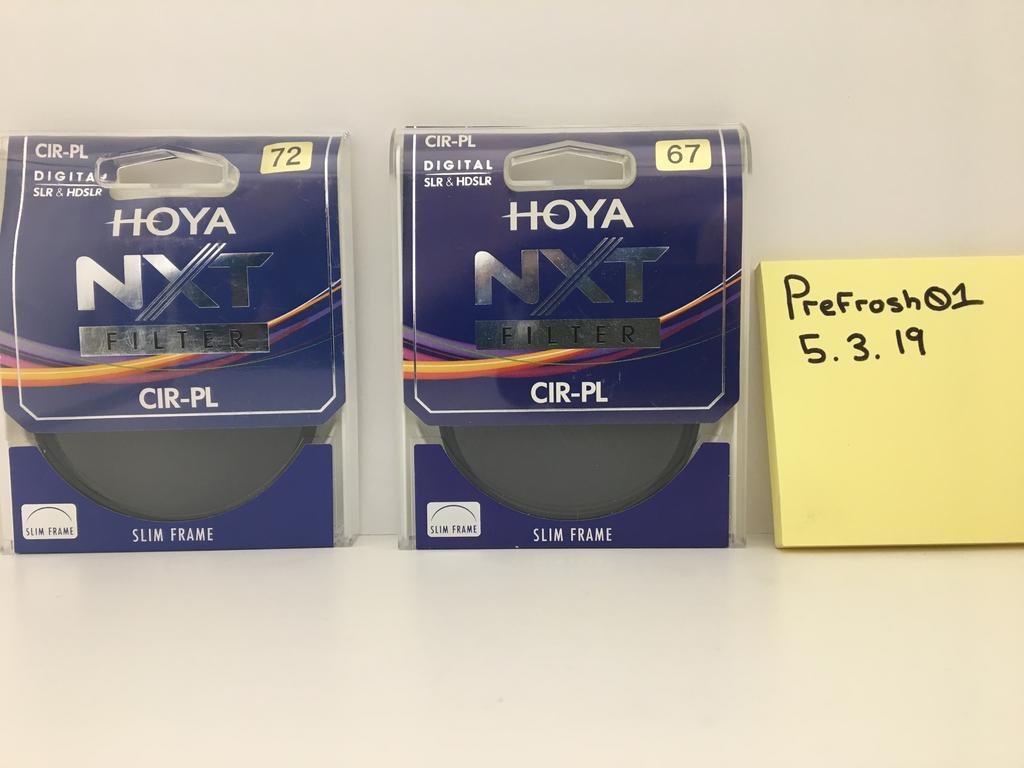 CIR-PL
72
DIGITAL
SLR & HDSLR
HOYA
NXT
FILTER
CIR-PL
SLIM FRAME
SLIM FRAME
CIR-PL
67
DIGITAL
SLR & HDSLR
HOYA
NXT
FILTER
CIR-PL
SLIM FRAME
SLIM FRAME
PreFrosh01
5.3.19